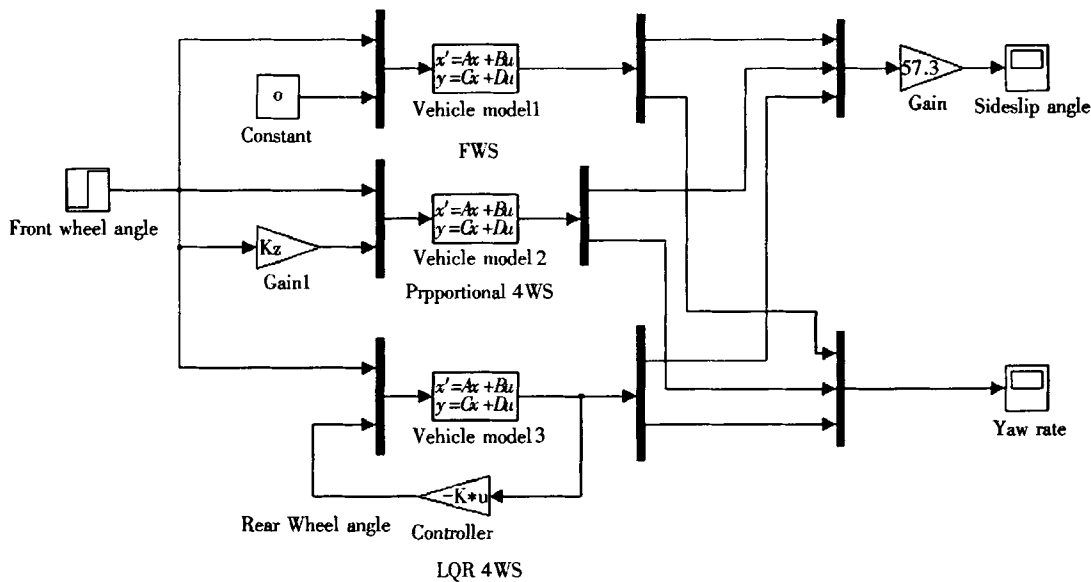 x'=Ax+Bu
y=Cx+Du
Vehicle model1
o
Constant
FWS
57.3
Gain
Sideslip angle
Front wheel angle
x'=Ax+Bu
y=Cx+Du
Vehicle model2
Kz
Gain1
Prpportional 4WS
x'=Ax+Bu
y=Cx+Du
Vehicle model3
Yaw rate
-K*u
Rear Wheel angle
Controller
LQR 4WS